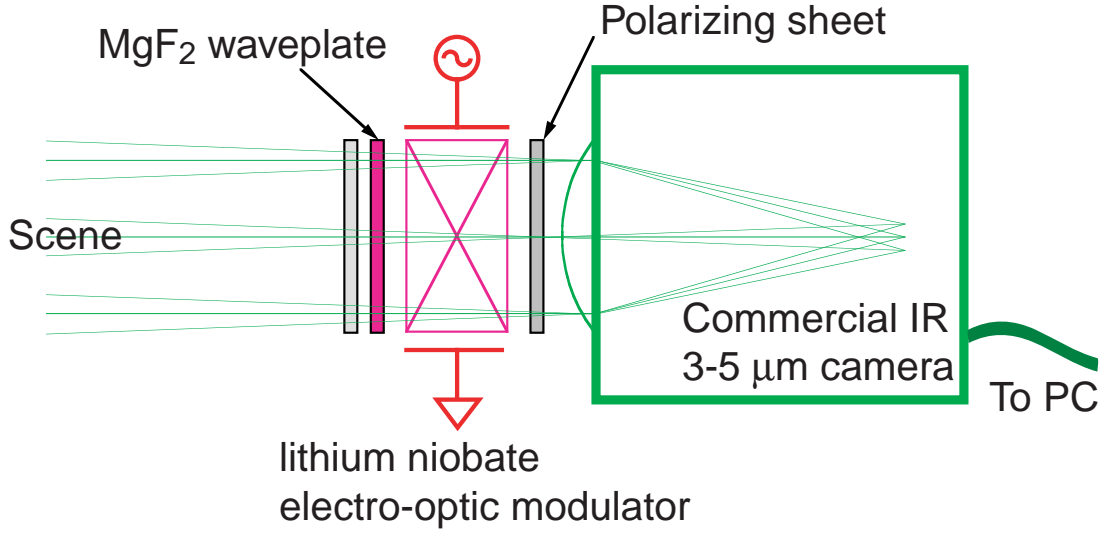 Polarizing sheet
MgF₂ waveplate
Scene
Commercial IR
3-5 μm camera
To PC
lithium niobate
electro-optic modulator